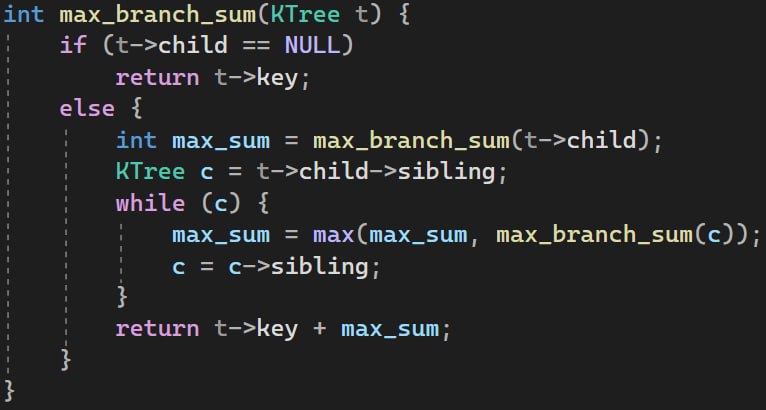 int max_branch_sum(KTree t) {
    if (t->child == NULL)
        return t->key;
    else {
        int max_sum = max_branch_sum(t->child);
        KTree c = t->child->sibling;
        while (c) {
            max_sum = max(max_sum, max_branch_sum(c));
            c = c->sibling;
        }
        return t->key + max_sum;
    }
}